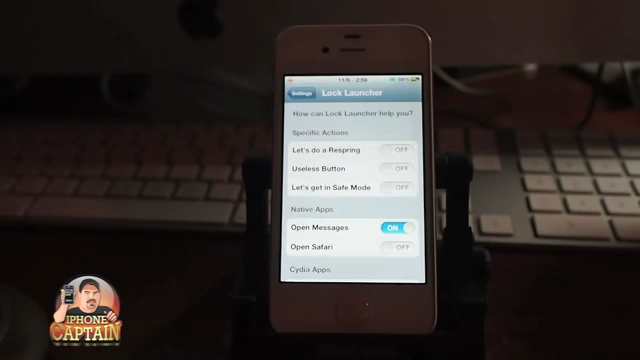 11/6 - 2:59
98%
Settings
Lock Launcher
How can Lock Launcher help you?
Specific Actions
Let's do a Respring
OFF
Useless Button
OFF
Let's get in Safe Mode
OFF
Native Apps
Open Messages
ON
Open Safari
OFF
Cydia Apps
IPHONE
CAPTAIN